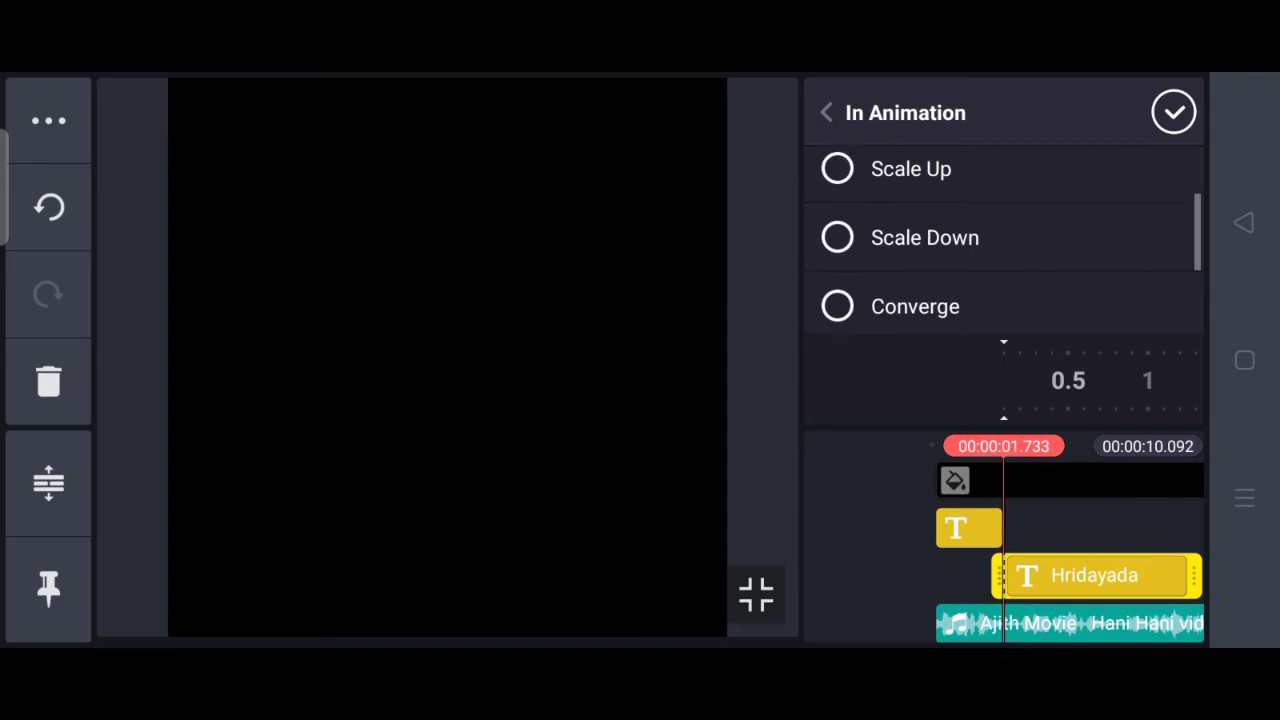 In Animation
Scale Up
Scale Down
Converge
0.5 1
00:00:01.733 00:00:10.092
T
T Hridayada
Ajith Movie - Hani Hani vid